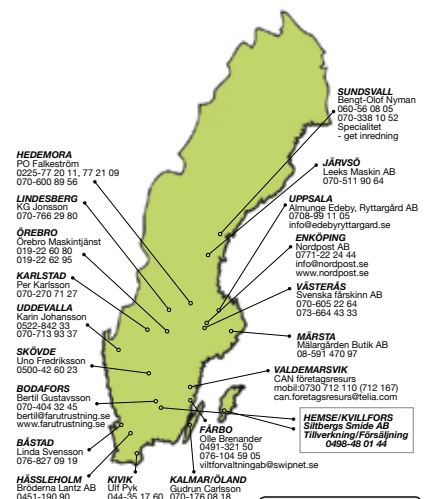 SUNDSVALL
Bengt-Olof Nyman
060-56 08 05
070-338 10 52
Specialitet
- get inredning
HEDEMORA
PO Falkeström
0225-77 20 11, 77 21 09
070-600 89 56
JÄRVSÖ
Leeks Maskin AB
070-511 90 64
LINDESBERG
KG Jonsson
070-766 29 80
UPPSALA
Almunge Edeby, Ryttargård AB
0708-99 11 05
info@edebyryttargard.se
ÖREBRO
Örebro Maskintjänst
019-22 60 80
019-22 62 95
ENKÖPING
Nordpost AB
0771-22 24 44
info@nordpost.se
www.nordpost.se
KARLSTAD
Per Karlsson
070-270 71 27
VÄSTERÅS
Svenska fårskinn AB
070-605 22 64
073-664 43 33
UDDEVALLA
Karin Johansson
0522-842 33
070-713 93 37
MÄRSTA
Mälargården Butik AB
08-591 470 97
SKÖVDE
Uno Fredriksson
0500-42 60 23
VALDEMARSVIK
CAN företagsresurs
mobil:0730 712 110 (712 167)
can.foretagsresurs@telia.com
BODAFORS
Bertil Gustavsson
070-404 32 45
bertil@farutrustning.se
www.farutrustning.se
HEMSE/KVILLFORS
Siltbergs Smide AB
Tillverkning/Försäljning
0498-48 01 44
FÄRBO
Olle Brenander
0491-321 50
076-104 59 05
viltforvaltningab@swipnet.se
BÅSTAD
Linda Svensson
076-827 09 19
HÄSSLEHOLM
Bröderna Lantz AB
0451-190 90
KIVIK
Ulf Pyk
044-35 17 60
KALMAR/ÖLAND
Gudrun Carlsson
070-176 08 18